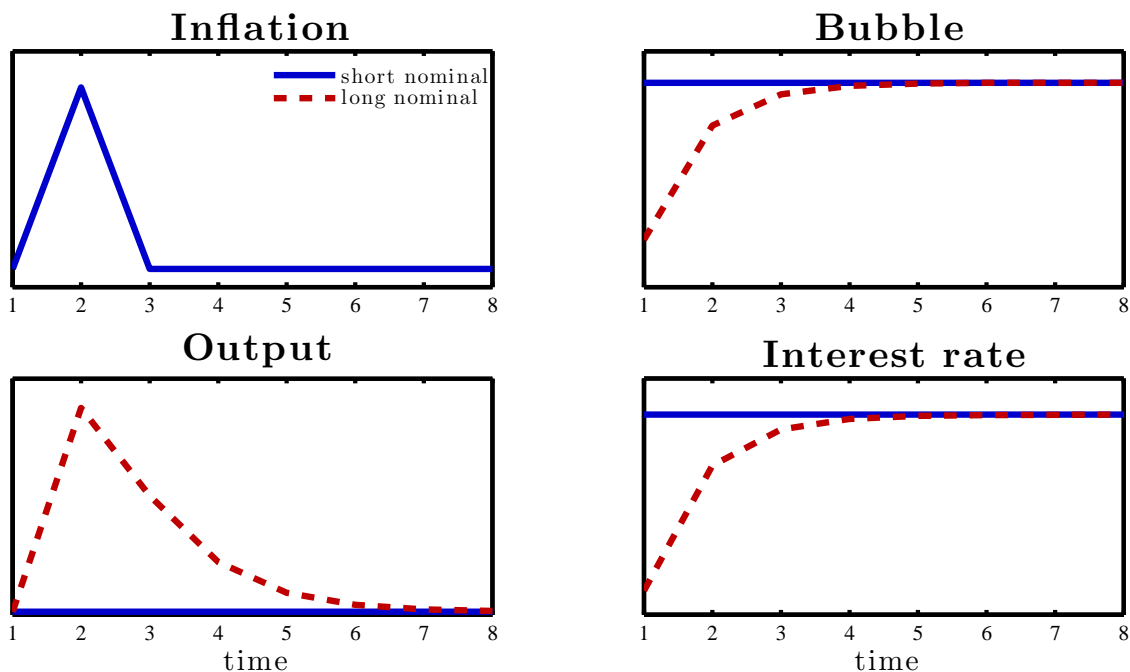 Inflation
short nominal
long nominal
1 2 3 4 5 6 7 8
Bubble
1 2 3 4 5 6 7 8
Output
1 2 3 4 5 6 7 8
time
Interest rate
1 2 3 4 5 6 7 8
time